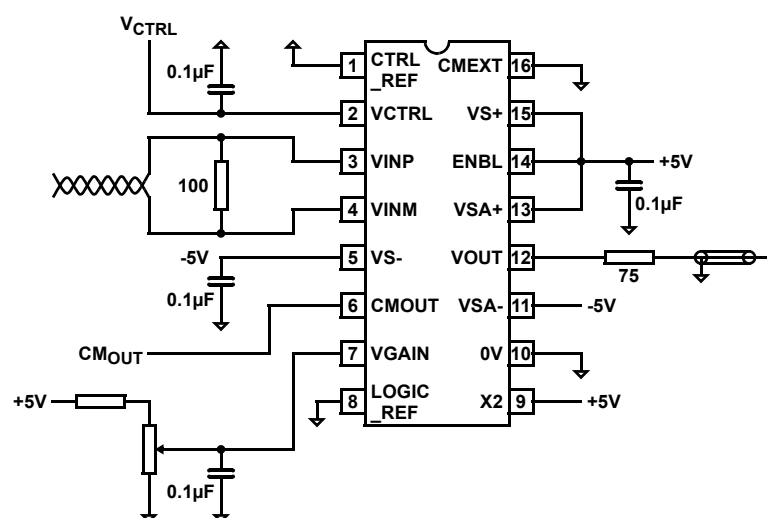 VCTRL
0.1µF
1 CTRL_REF CMEXT 16
2 VCTRL VS+ 15
3 VINP ENBL 14
+5V
100
0.1µF
4 VINM VSA+ 13
-5V
5 VS- VOUT 12
75
0.1µF
6 CMOUT VSA- 11
-5V
CMOUT
7 VGAIN 0V 10
+5V
8 LOGIC_REF X2 9
+5V
0.1µF